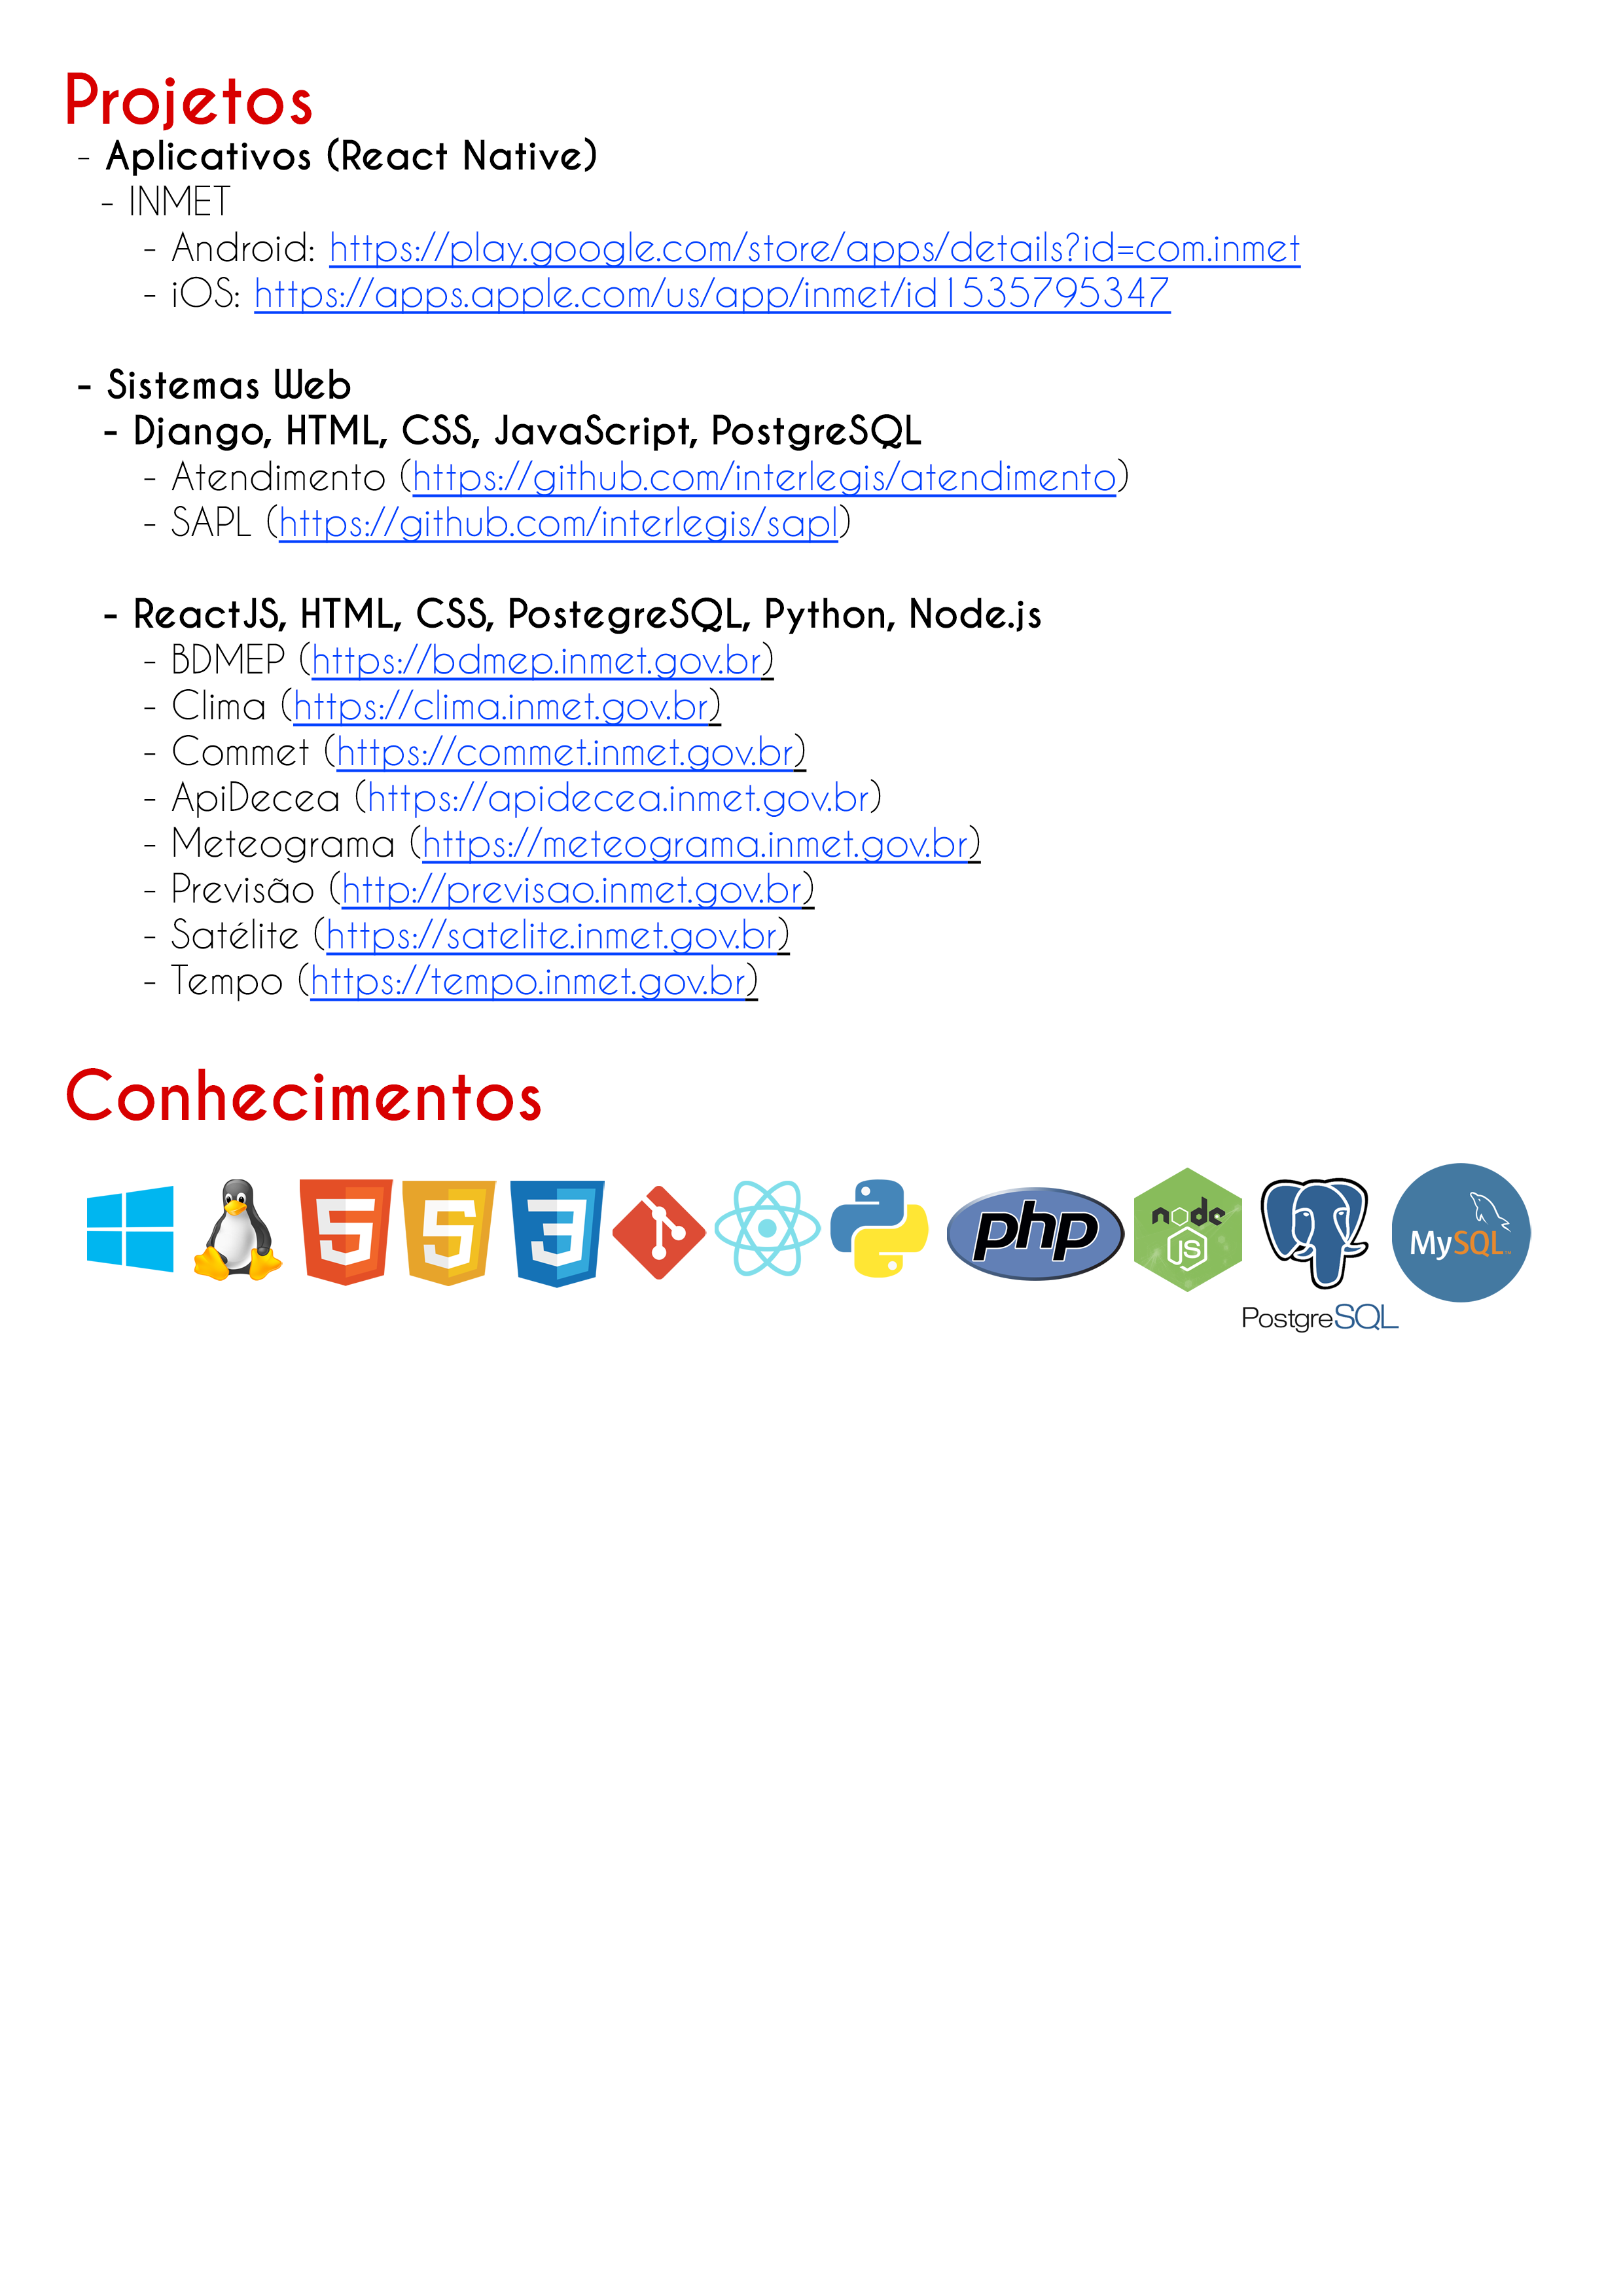 Projetos
- Aplicativos (React Native)
- INMET
- Android: https://play.google.com/store/apps/details?id=com.inmet
- iOS: https://apps.apple.com/us/app/inmet/id1535795347
- Sistemas Web
- Django, HTML, CSS, JavaScript, PostgreSQL
- Atendimento (https://github.com/interlegis/atendimento)
- SAPL (https://github.com/interlegis/sapl)
- ReactJS, HTML, CSS, PostegreSQL, Python, Node.js
- BDMEP (https://bdmep.inmet.gov.br)
- Clima (https://clima.inmet.gov.br)
- Commet (https://commet.inmet.gov.br)
- ApiDecea (https://apidecea.inmet.gov.br)
- Meteograma (https://meteograma.inmet.gov.br)
- Previsão (http://previsao.inmet.gov.br)
- Satélite (https://satelite.inmet.gov.br)
- Tempo (https://tempo.inmet.gov.br)
Conhecimentos
5 5 3 php node JS MySQL
PostgreSQL